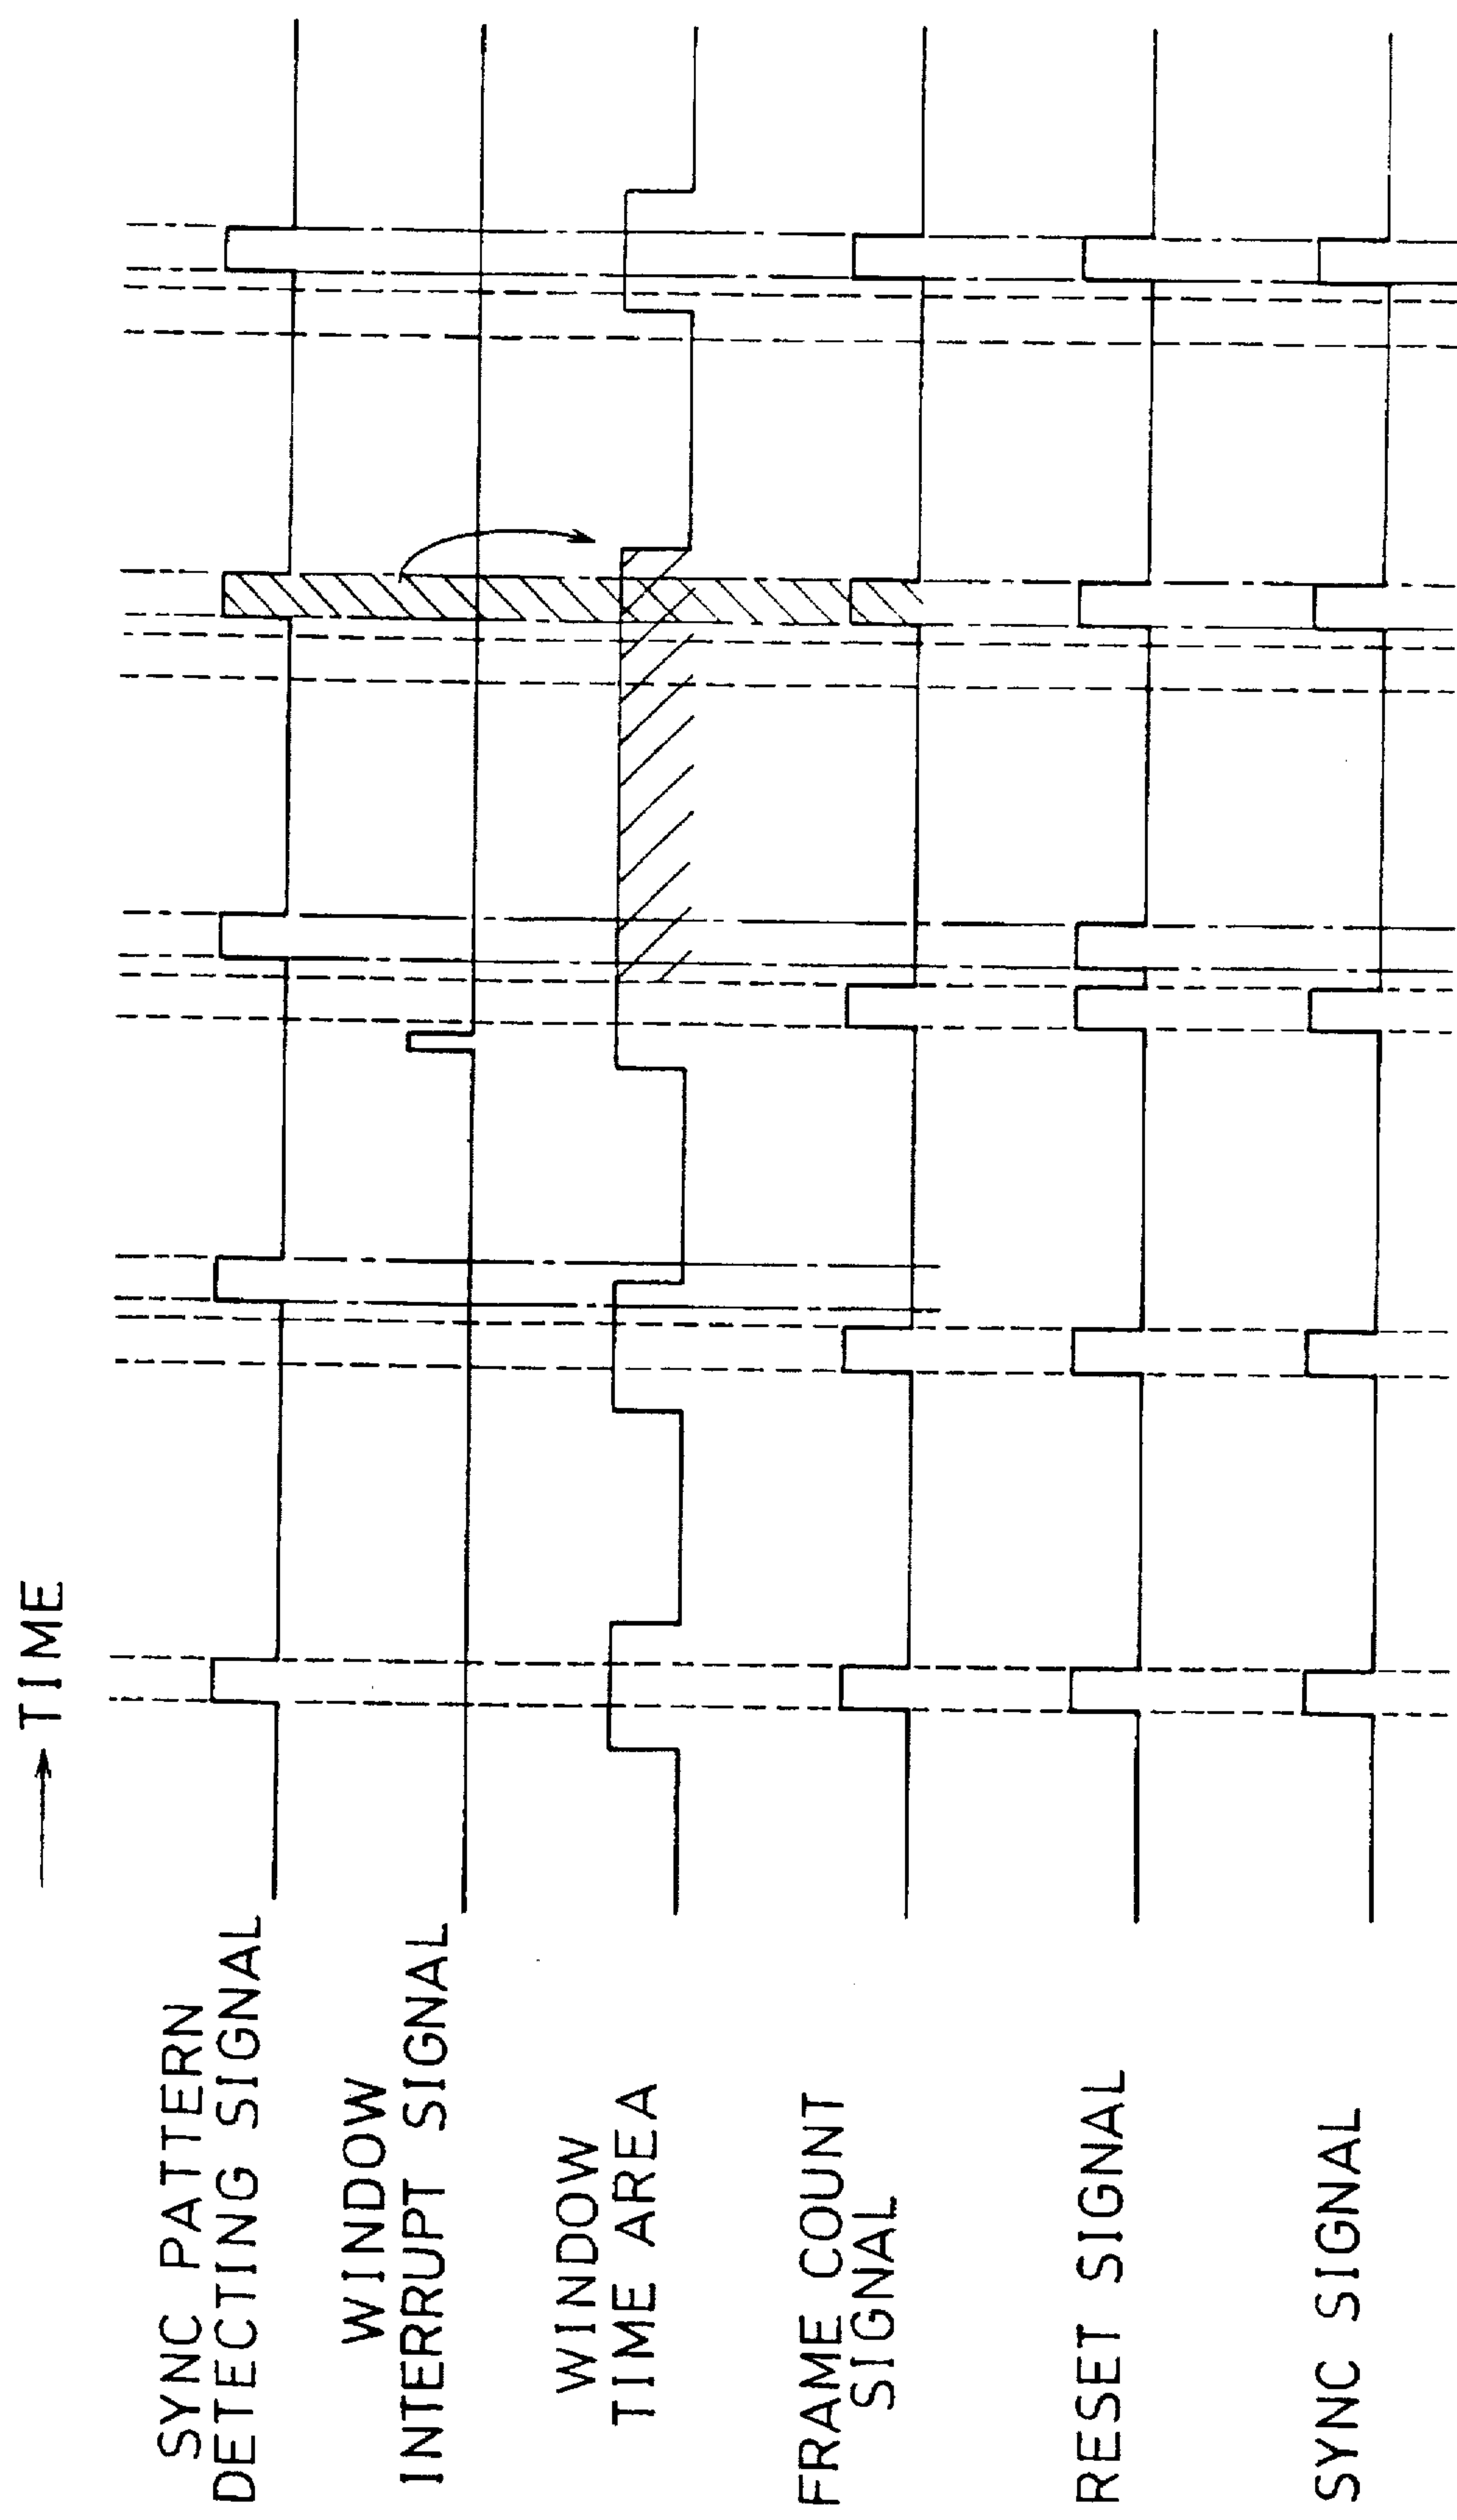 TIME
SYNC PATTERN
DETECTING SIGNAL
WINDOW
INTERRUPT SIGNAL
WINDOW
TIME AREA
FRAME COUNT
SIGNAL
RESET SIGNAL
SYNC SIGNAL